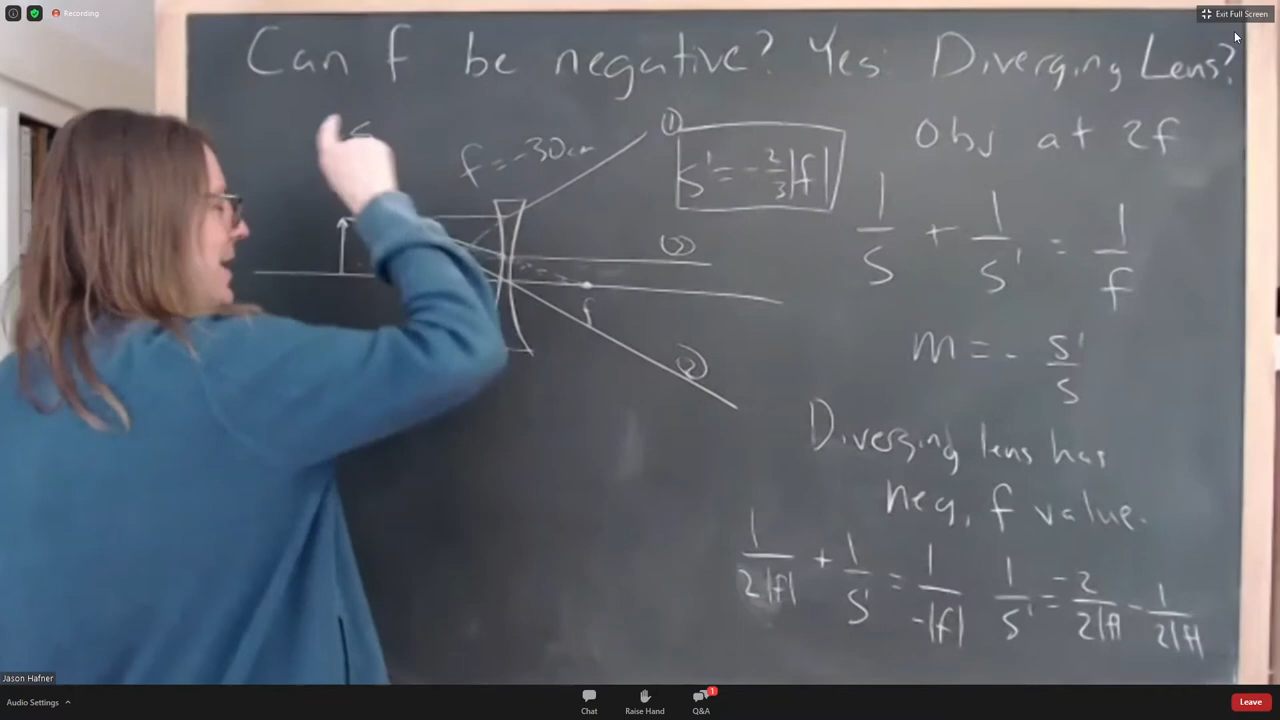 Recording
Exit Full Screen
Can f be negative? Yes: Diverging Lens?
f = -30cm
①
s' = -2/3|f|
Obj at 2f
1/s + 1/s' = 1/f
③
f
②
m = - s'/s
Diverging lens has
neg. f value.
1/2|f| + 1/s' = 1/-|f| 1/s' = -2/2|f| - 1/2|f|
Jason Hafner
Audio Settings
Chat
Raise Hand
Q&A
1
Leave